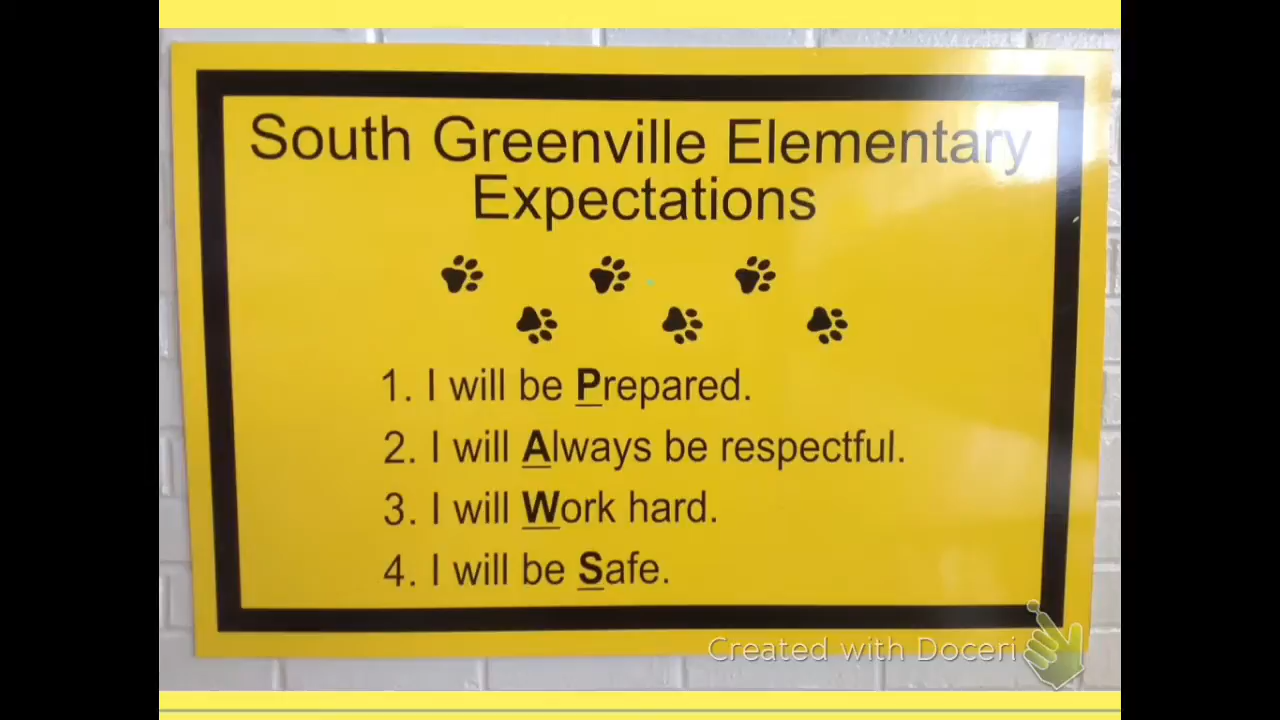 South Greenville Elementary
Expectations
1. I will be Prepared.
2. I will Always be respectful.
3. I will Work hard.
4. I will be Safe.
Created with Doceri